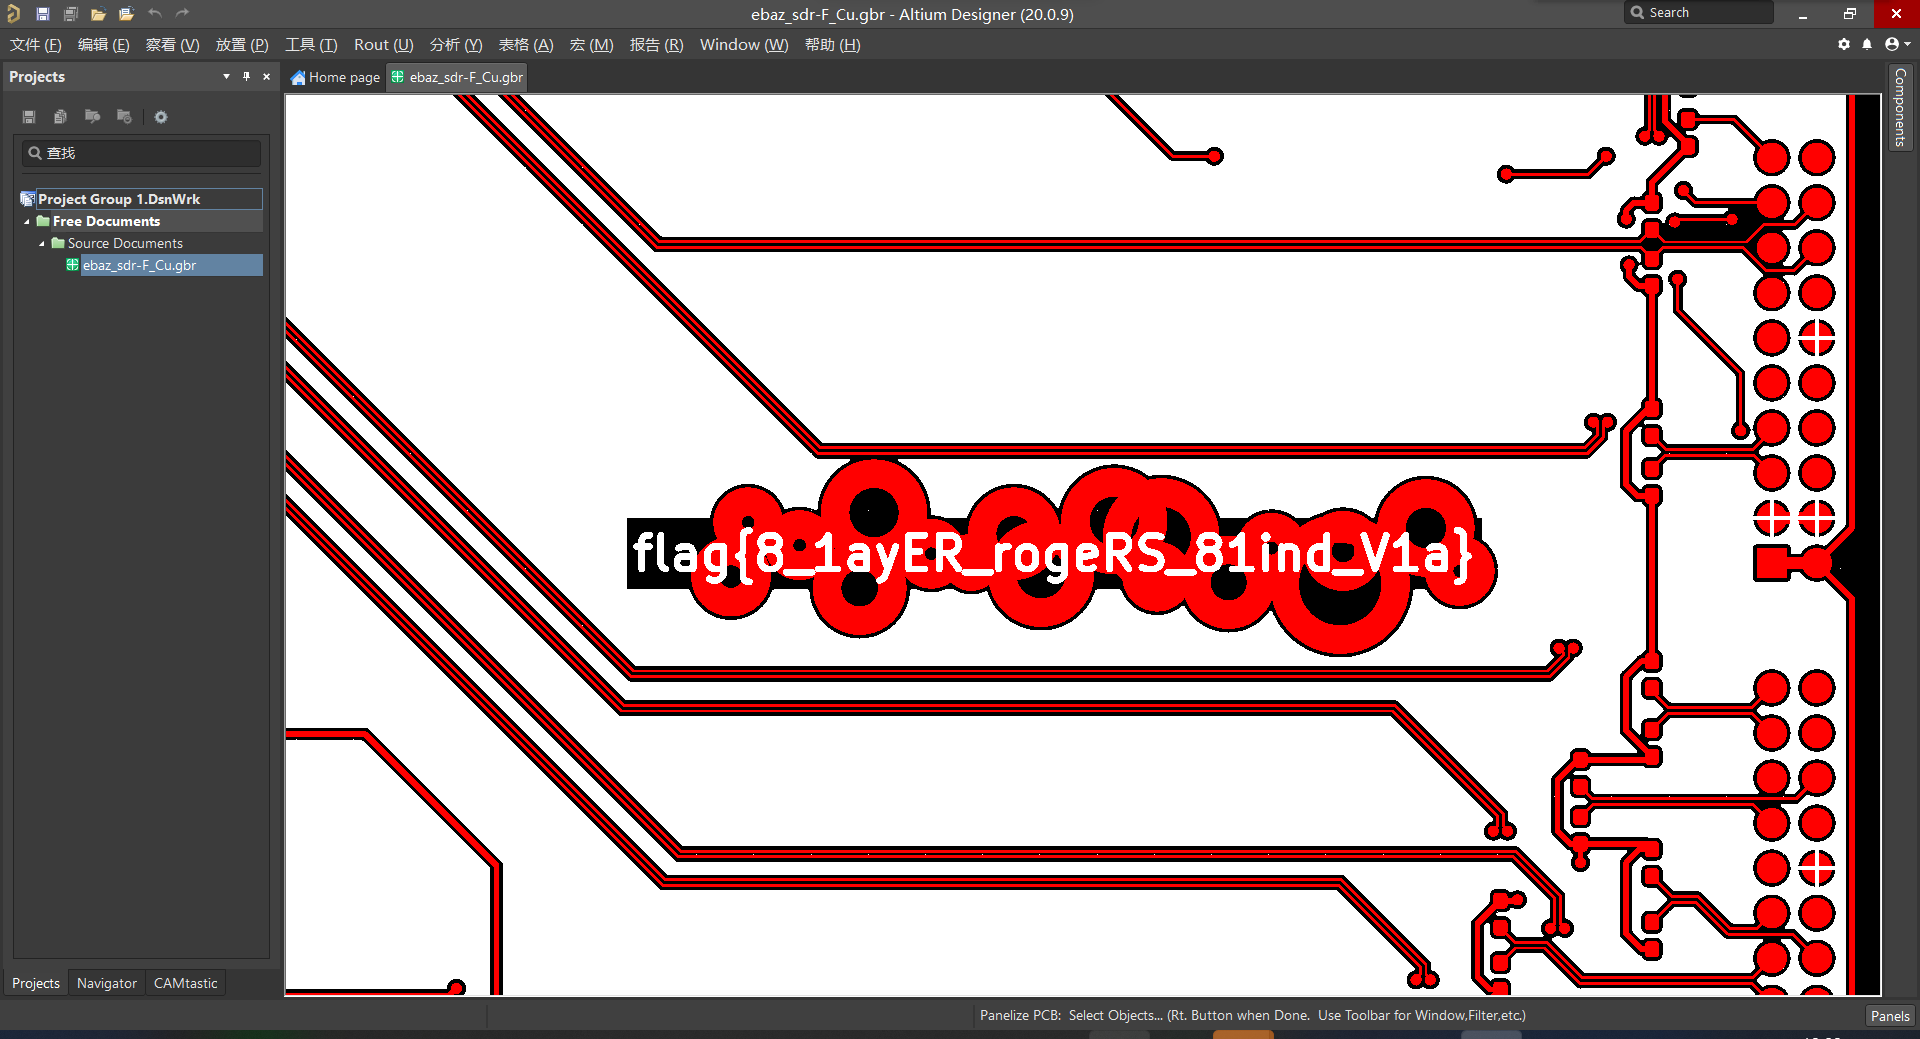 ebaz_sdr-F_Cu.gbr - Altium Designer (20.0.9)
Search
文件 (F) 编辑 (E) 察看 (V) 放置 (P) 工具 (T) Rout (U) 分析 (Y) 表格 (A) 宏 (M) 报告 (R) Window (W) 帮助 (H)
Projects
Home page
ebaz_sdr-F_Cu.gbr
Components
查找
Project Group 1.DsnWrk
Free Documents
Source Documents
ebaz_sdr-F_Cu.gbr
flag{8_1ayER_rogeRS_81ind_V1a}
Projects Navigator CAMtastic
Panelize PCB: Select Objects... (Rt. Button when Done. Use Toolbar for Window,Filter,etc.)
Panels